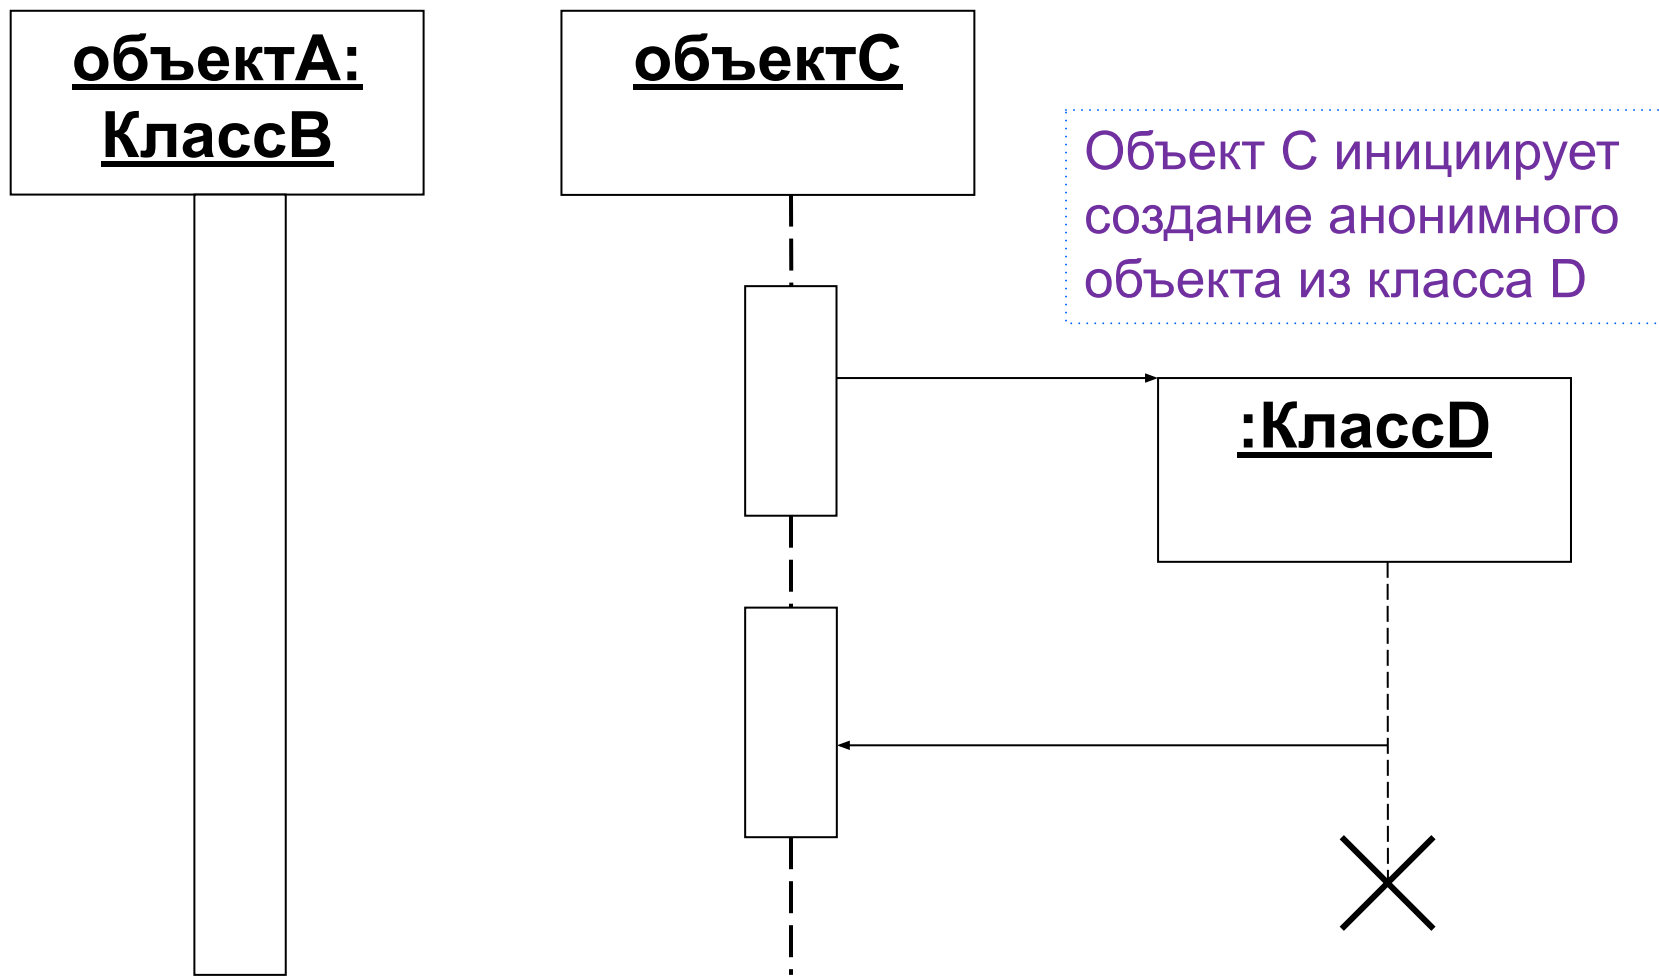 объектА:
КлассВ
объектС
Объект С инициирует
создание анонимного
объекта из класса D
:КлассD